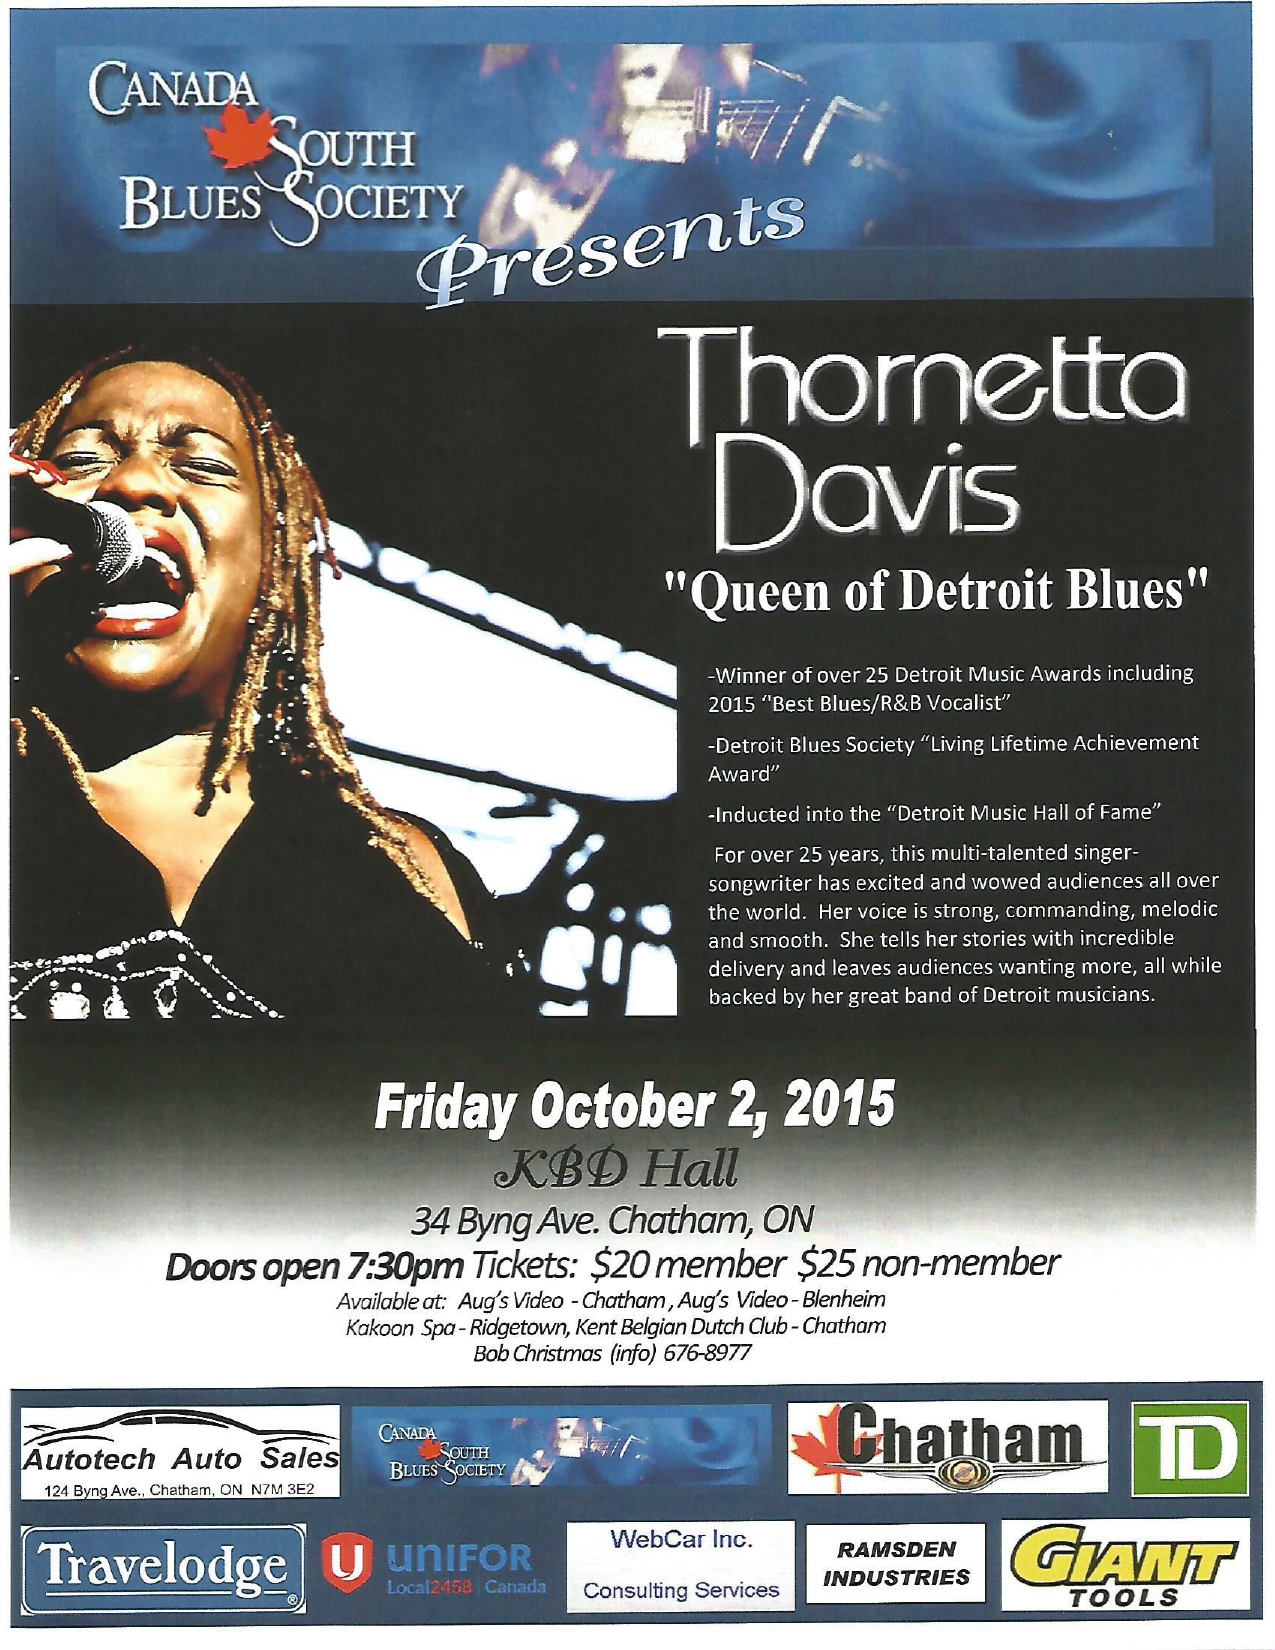 CANADA
SOUTH
BLUES SOCIETY
Presents
Thornetta
Davis
"Queen of Detroit Blues"
-Winner of over 25 Detroit Music Awards including
2015 "Best Blues/R&B Vocalist"
-Detroit Blues Society "Living Lifetime Achievement
Award"
-Inducted into the "Detroit Music Hall of Fame"
For over 25 years, this multi-talented singer-
songwriter has excited and wowed audiences all over
the world. Her voice is strong, commanding, melodic
and smooth. She tells her stories with incredible
delivery and leaves audiences wanting more, all while
backed by her great band of Detroit musicians.
Friday October 2, 2015
KBD Hall
34 Byng Ave. Chatham, ON
Doors open 7:30pm Tickets: $20 member $25 non-member
Available at: Aug's Video - Chatham, Aug's Video - Blenheim
Kakoon Spa - Ridgetown, Kent Belgian Dutch Club - Chatham
Bob Christmas (info) 676-8977
Autotech Auto Sales
124 Byng Ave., Chatham, ON N7M 3E2
CANADA
SOUTH
BLUES SOCIETY
Chatham
TD
Travelodge®
U UNIFOR
Local2458 | Canada
WebCar Inc.
Consulting Services
RAMSDEN
INDUSTRIES
GIANT
TOOLS